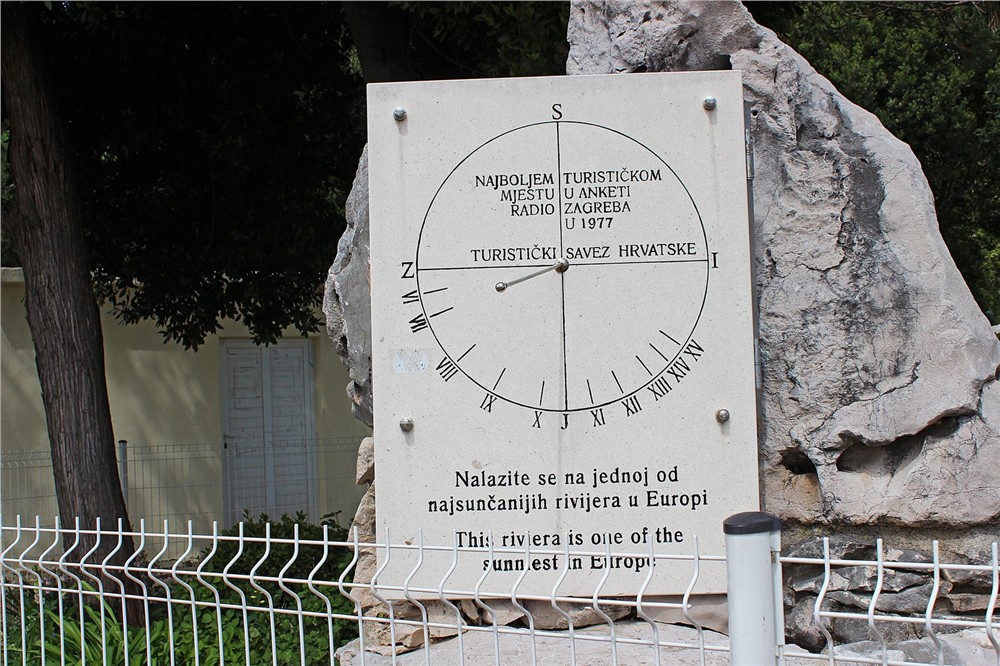 S
NAJBOLJEM TURISTIČKOM
MJESTU U ANKETI
RADIO ZAGREBA
U 1977
TURISTIČKI SAVEZ HRVATSKE
Z I
VI
VII
VIII
IX
X
J
XI
XII
XIII
XIV
XV
Nalazite se na jednoj od
najsunčanijih rivijera u Europi
This riviera is one of the
sunniest in Europe